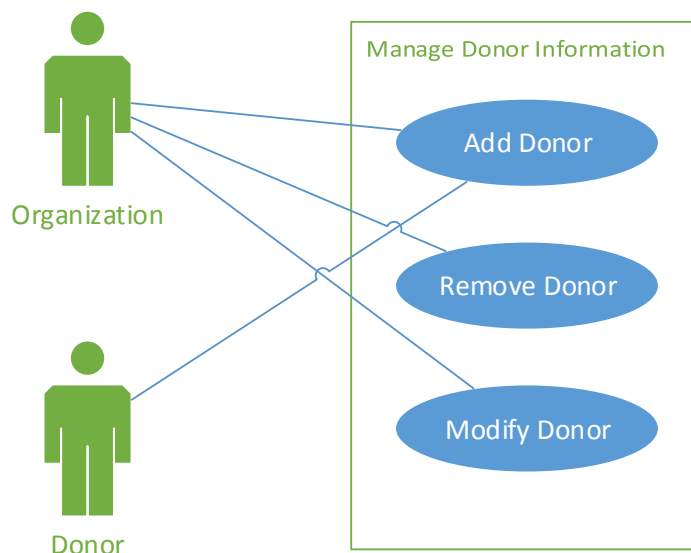 Manage Donor Information
Add Donor
Organization
Remove Donor
Modify Donor
Donor